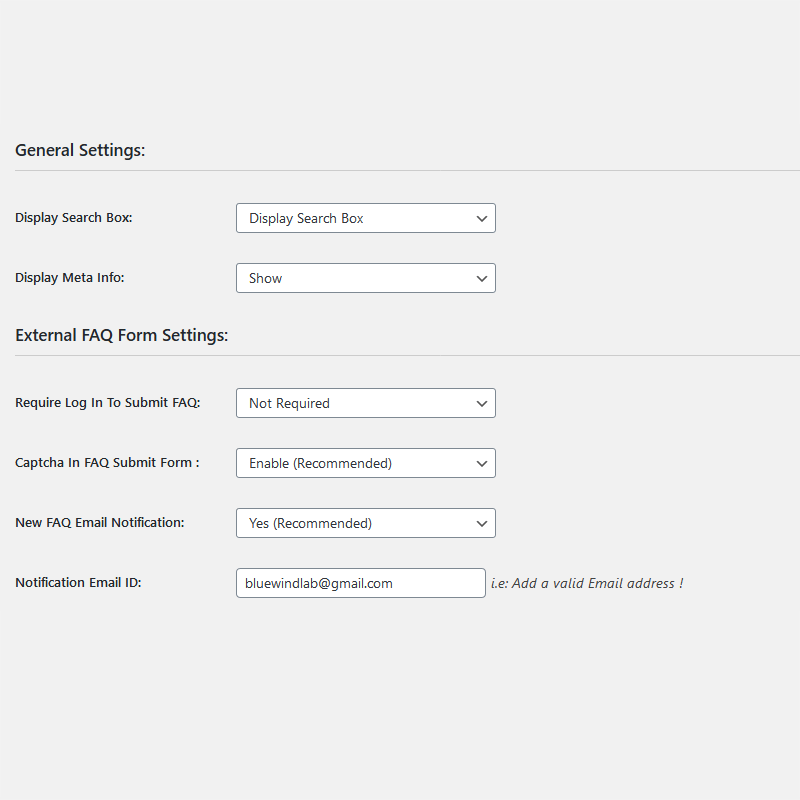 General Settings:
Display Search Box: Display Search Box
Display Meta Info: Show
External FAQ Form Settings:
Require Log In To Submit FAQ: Not Required
Captcha In FAQ Submit Form : Enable (Recommended)
New FAQ Email Notification: Yes (Recommended)
Notification Email ID: bluewindlab@gmail.com i.e: Add a valid Email address !